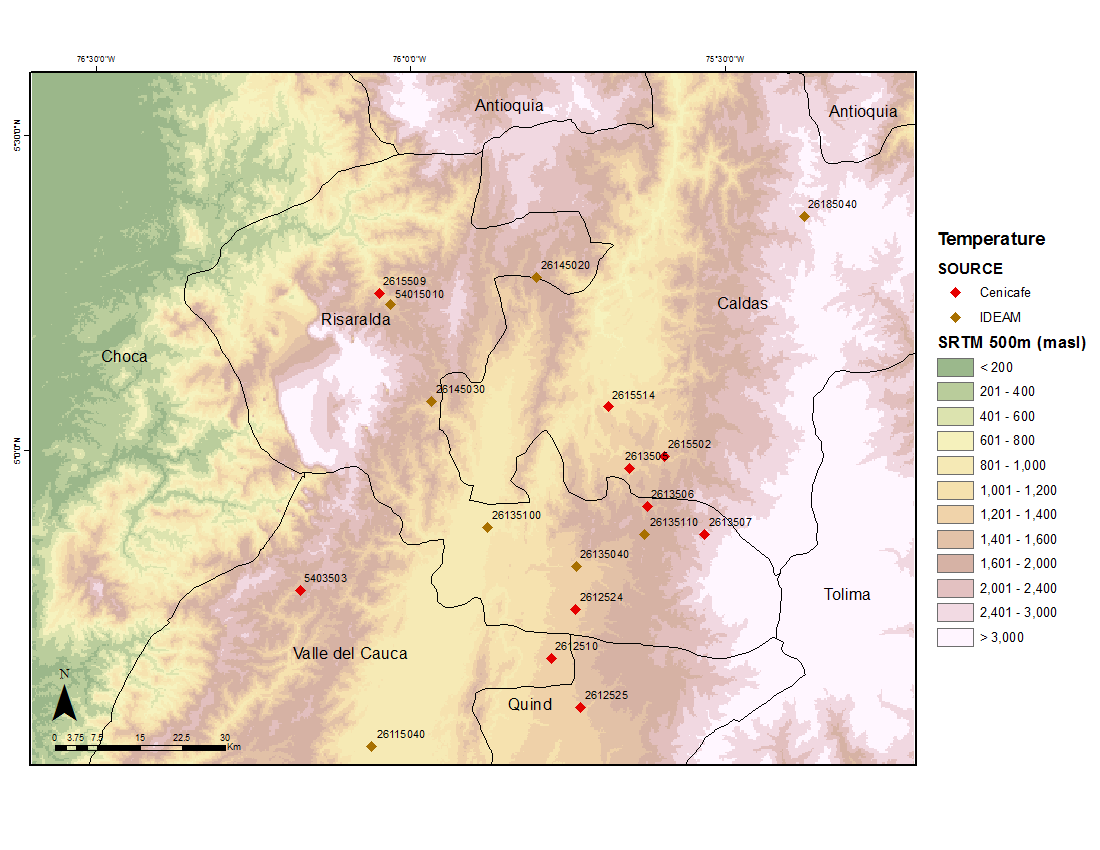 76°30'0"W
76°0'0"W
75°30'0"W
5°30'0"N
5°0'0"N
Antioquia
Antioquia
26185040
26145020
2615509
54015010
Risaralda
Caldas
Choca
26145030
2615514
2615502
2613506
26135100
26135110
2613507
26135040
5403503
2612524
Tolima
2612510
Valle del Cauca
2612525
Quind
26115040
N
0 3.75 7.5 15 22.5 30
Km
Temperature
SOURCE
Cenicafe
IDEAM
SRTM 500m (masl)
< 200
201 - 400
401 - 600
601 - 800
801 - 1,000
1,001 - 1,200
1,201 - 1,400
1,401 - 1,600
1,601 - 2,000
2,001 - 2,400
2,401 - 3,000
> 3,000